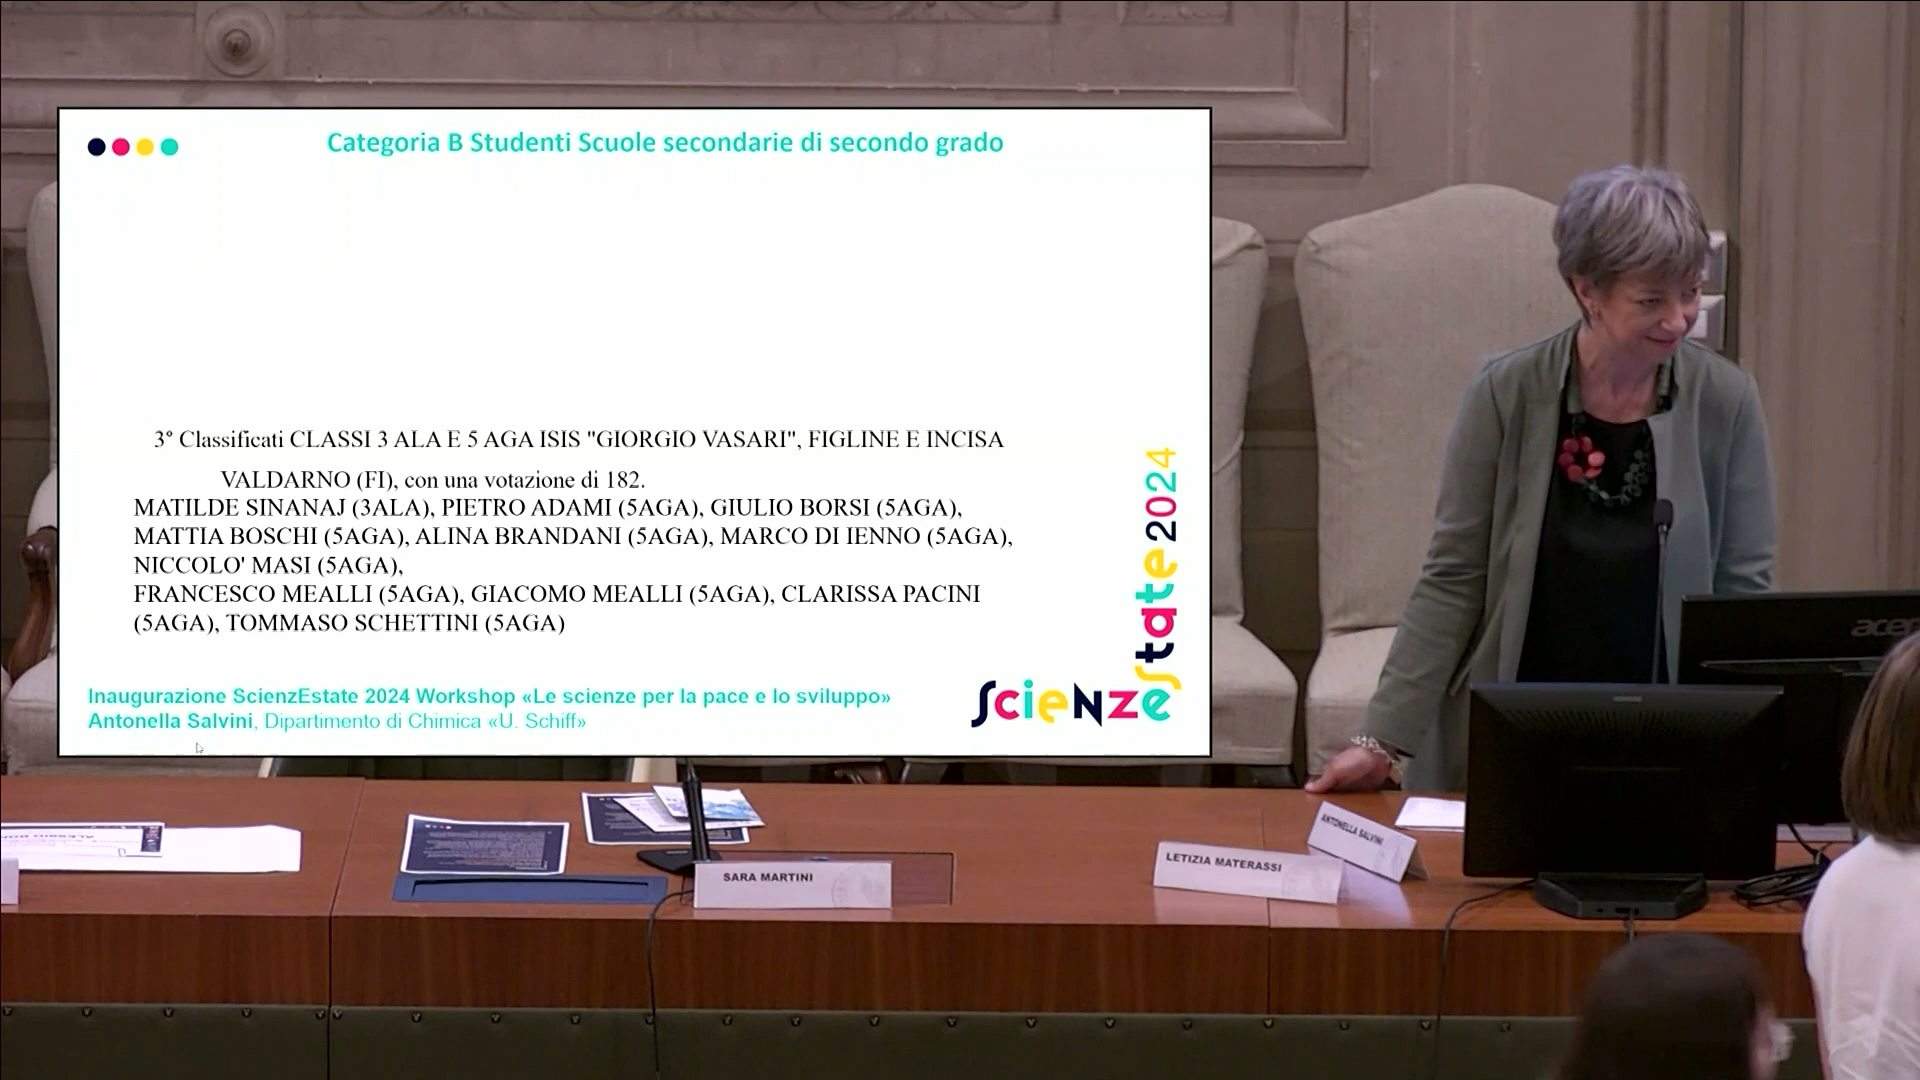 Categoria B Studenti Scuole secondarie di secondo grado
3° Classificati CLASSI 3 ALA E 5 AGA ISIS "GIORGIO VASARI", FIGLINE E INCISA
VALDARNO (FI), con una votazione di 182.
MATILDE SINANAJ (3ALA), PIETRO ADAMI (5AGA), GIULIO BORSI (5AGA),
MATTIA BOSCHI (5AGA), ALINA BRANDANI (5AGA), MARCO DI IENNO (5AGA),
NICCOLO' MASI (5AGA),
FRANCESCO MEALLI (5AGA), GIACOMO MEALLI (5AGA), CLARISSA PACINI
(5AGA), TOMMASO SCHETTINI (5AGA)
Inaugurazione ScienzEstate 2024 Workshop «Le scienze per la pace e lo sviluppo»
Antonella Salvini, Dipartimento di Chimica «U. Schiff»
ScieNze
State 2024
acer
SARA MARTINI
LETIZIA MATERASSI
ANTONELLA SALVINI